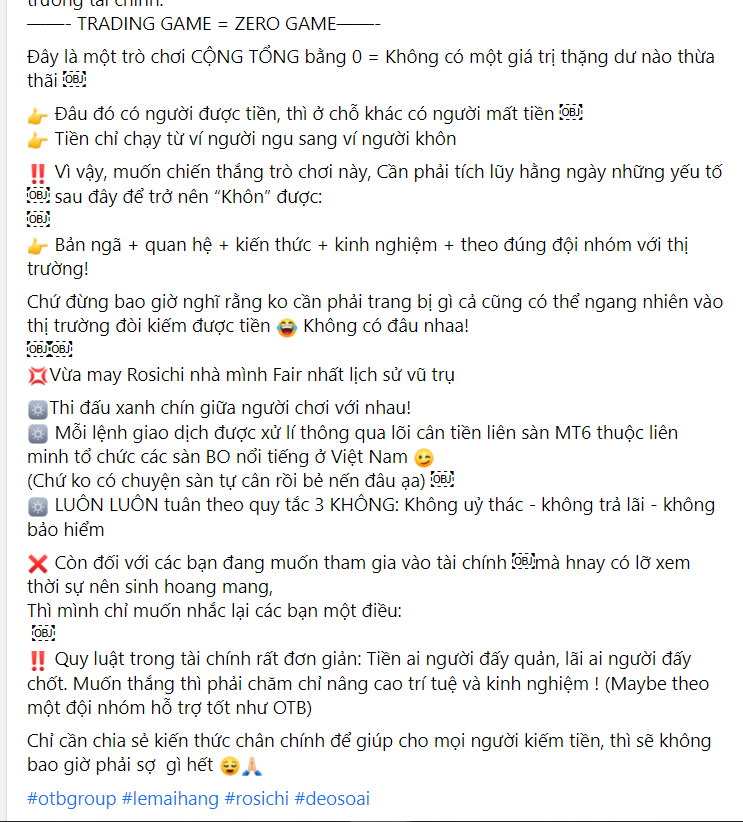 trường tài chính.
——- TRADING GAME = ZERO GAME——-
Đây là một trò chơi CỘNG TỔNG bằng 0 = Không có một giá trị thặng dư nào thừa
thãi OBJ
👉 Đâu đó có người được tiền, thì ở chỗ khác có người mất tiền OBJ
👉 Tiền chỉ chạy từ ví người ngu sang ví người khôn
‼️ Vì vậy, muốn chiến thắng trò chơi này, Cần phải tích lũy hằng ngày những yếu tố
OBJ sau đây để trở nên “Khôn” được:
OBJ
👉 Bản ngã + quan hệ + kiến thức + kinh nghiệm + theo đúng đội nhóm với thị
trường!
Chứ đừng bao giờ nghĩ rằng ko cần phải trang bị gì cả cũng có thể ngang nhiên vào
thị trường đòi kiếm được tiền 😂 Không có đâu nhaa!
OBJ OBJ
💢Vừa may Rosichi nhà mình Fair nhất lịch sử vũ trụ
⚙️Thi đấu xanh chín giữa người chơi với nhau!
⚙️ Mỗi lệnh giao dịch được xử lí thông qua lõi cân tiền liên sàn MT6 thuộc liên
minh tổ chức các sàn BO nổi tiếng ở Việt Nam 😉
(Chứ ko có chuyện sàn tự cân rồi bẻ nến đâu ạa) OBJ
⚙️ LUÔN LUÔN tuân theo quy tắc 3 KHÔNG: Không uỷ thác - không trả lãi - không
bảo hiểm
❌ Còn đối với các bạn đang muốn tham gia vào tài chính OBJ mà hnay có lỡ xem
thời sự nên sinh hoang mang,
Thì mình chỉ muốn nhắc lại các bạn một điều:
OBJ
‼️ Quy luật trong tài chính rất đơn giản: Tiền ai người đấy quản, lãi ai người đấy
chốt. Muốn thắng thì phải chăm chỉ nâng cao trí tuệ và kinh nghiệm ! (Maybe theo
một đội nhóm hỗ trợ tốt như OTB)
Chỉ cần chia sẻ kiến thức chân chính để giúp cho mọi người kiếm tiền, thì sẽ không
bao giờ phải sợ gì hết 😌🙏🏻
#otbgroup #lemaihang #rosichi #deosoai